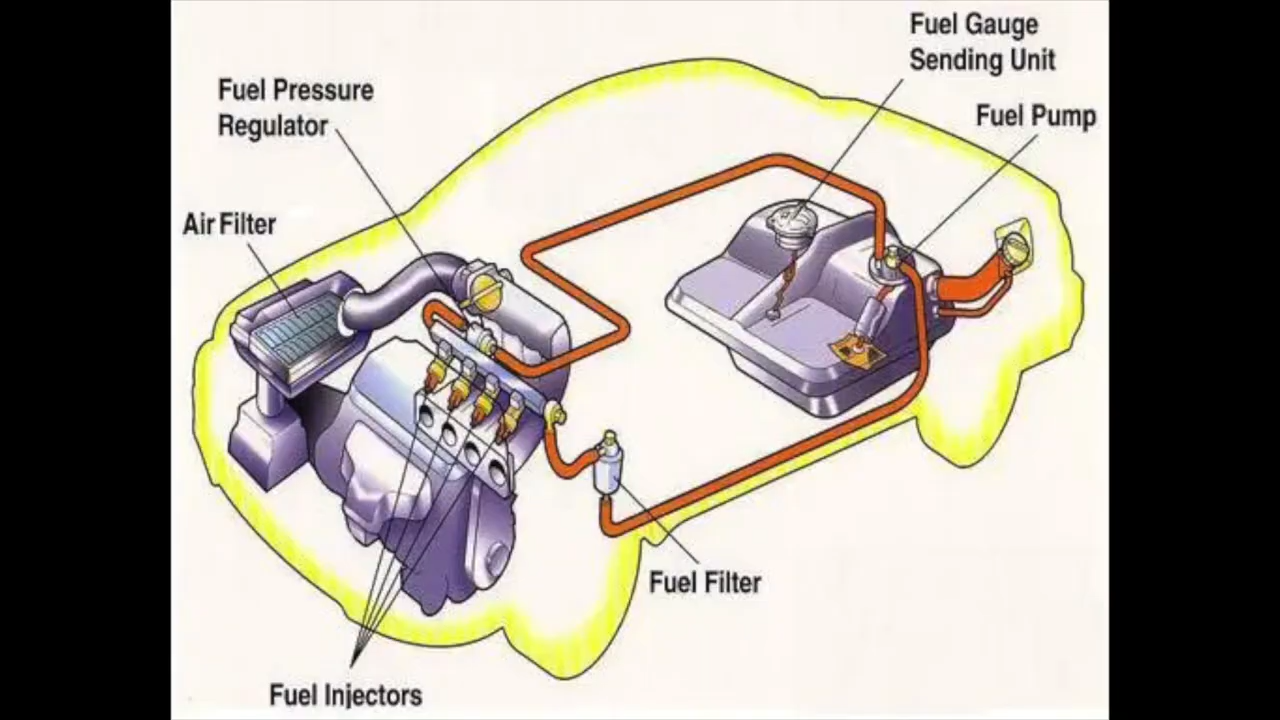 Fuel Gauge
Sending Unit
Fuel Pressure
Regulator
Fuel Pump
Air Filter
Fuel Filter
Fuel Injectors